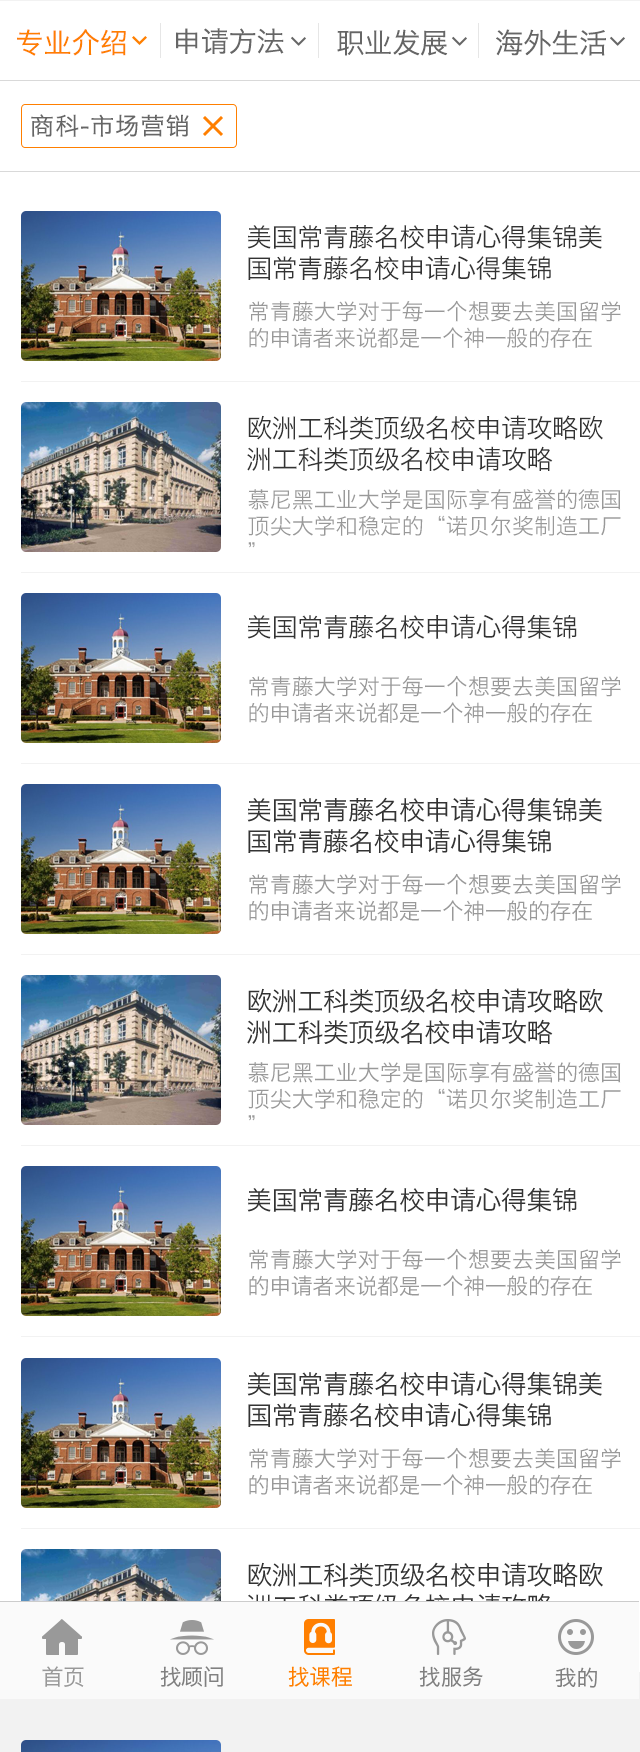 专业介绍
申请方法
职业发展
海外生活
商科-市场营销
美国常青藤名校申请心得集锦美
国常青藤名校申请心得集锦
常青藤大学对于每一个想要去美国留学
的申请者来说都是一个神一般的存在
欧洲工科类顶级名校申请攻略欧
洲工科类顶级名校申请攻略
慕尼黑工业大学是国际享有盛誉的德国
顶尖大学和稳定的“诺贝尔奖制造工厂
”
美国常青藤名校申请心得集锦
常青藤大学对于每一个想要去美国留学
的申请者来说都是一个神一般的存在
美国常青藤名校申请心得集锦美
国常青藤名校申请心得集锦
常青藤大学对于每一个想要去美国留学
的申请者来说都是一个神一般的存在
欧洲工科类顶级名校申请攻略欧
洲工科类顶级名校申请攻略
慕尼黑工业大学是国际享有盛誉的德国
顶尖大学和稳定的“诺贝尔奖制造工厂
”
美国常青藤名校申请心得集锦
常青藤大学对于每一个想要去美国留学
的申请者来说都是一个神一般的存在
美国常青藤名校申请心得集锦美
国常青藤名校申请心得集锦
常青藤大学对于每一个想要去美国留学
的申请者来说都是一个神一般的存在
欧洲工科类顶级名校申请攻略欧
首页
找顾问
找课程
找服务
我的